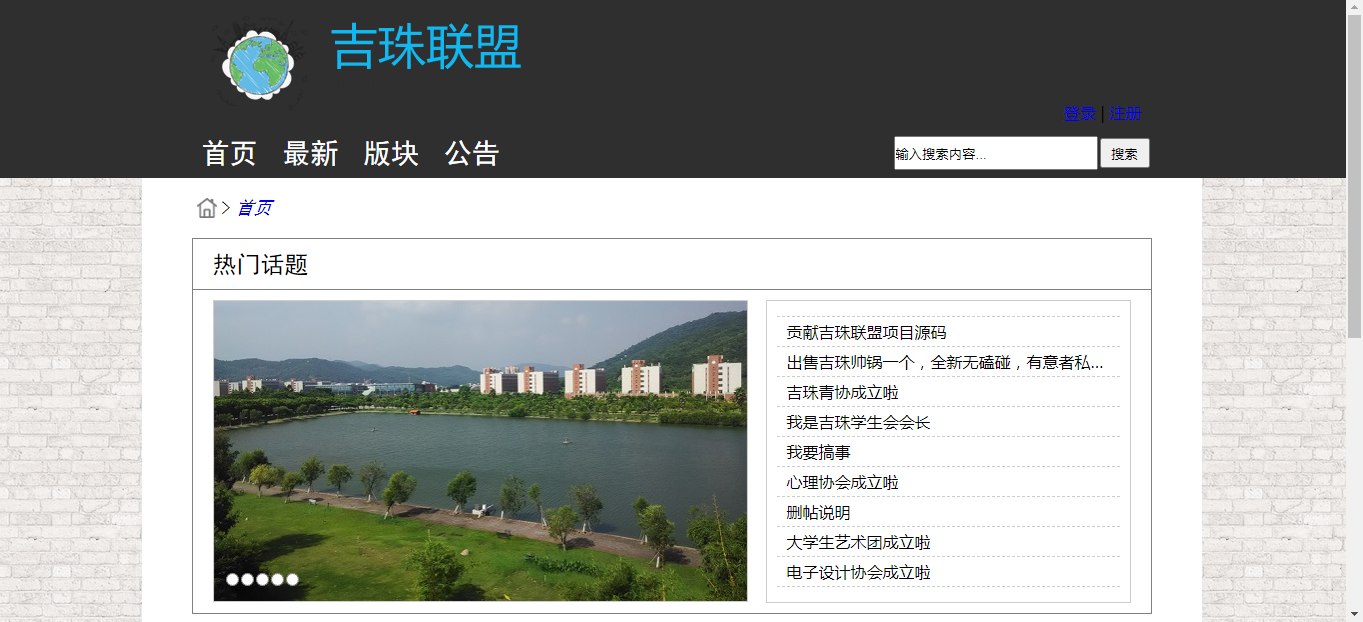 吉珠联盟
登录 | 注册
首页 最新 版块 公告
输入搜索内容... 搜索
> 首页
热门话题
贡献吉珠联盟项目源码
出售吉珠帅锅一个，全新无磕碰，有意者私...
吉珠青协成立啦
我是吉珠学生会会长
我要搞事
心理协会成立啦
删帖说明
大学生艺术团成立啦
电子设计协会成立啦